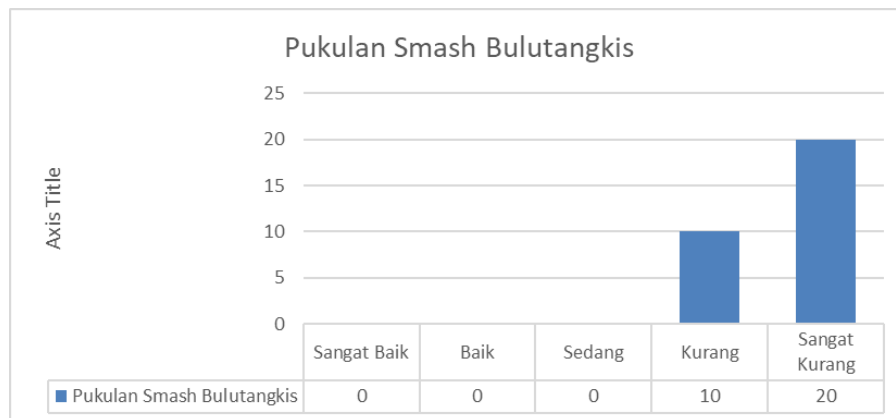 Pukulan Smash Bulutangkis
25
20
15
10
5
0
Axis Title
Sangat Baik
Baik
Sedang
Kurang
Sangat
Kurang
Pukulan Smash Bulutangkis
0
0
0
10
20